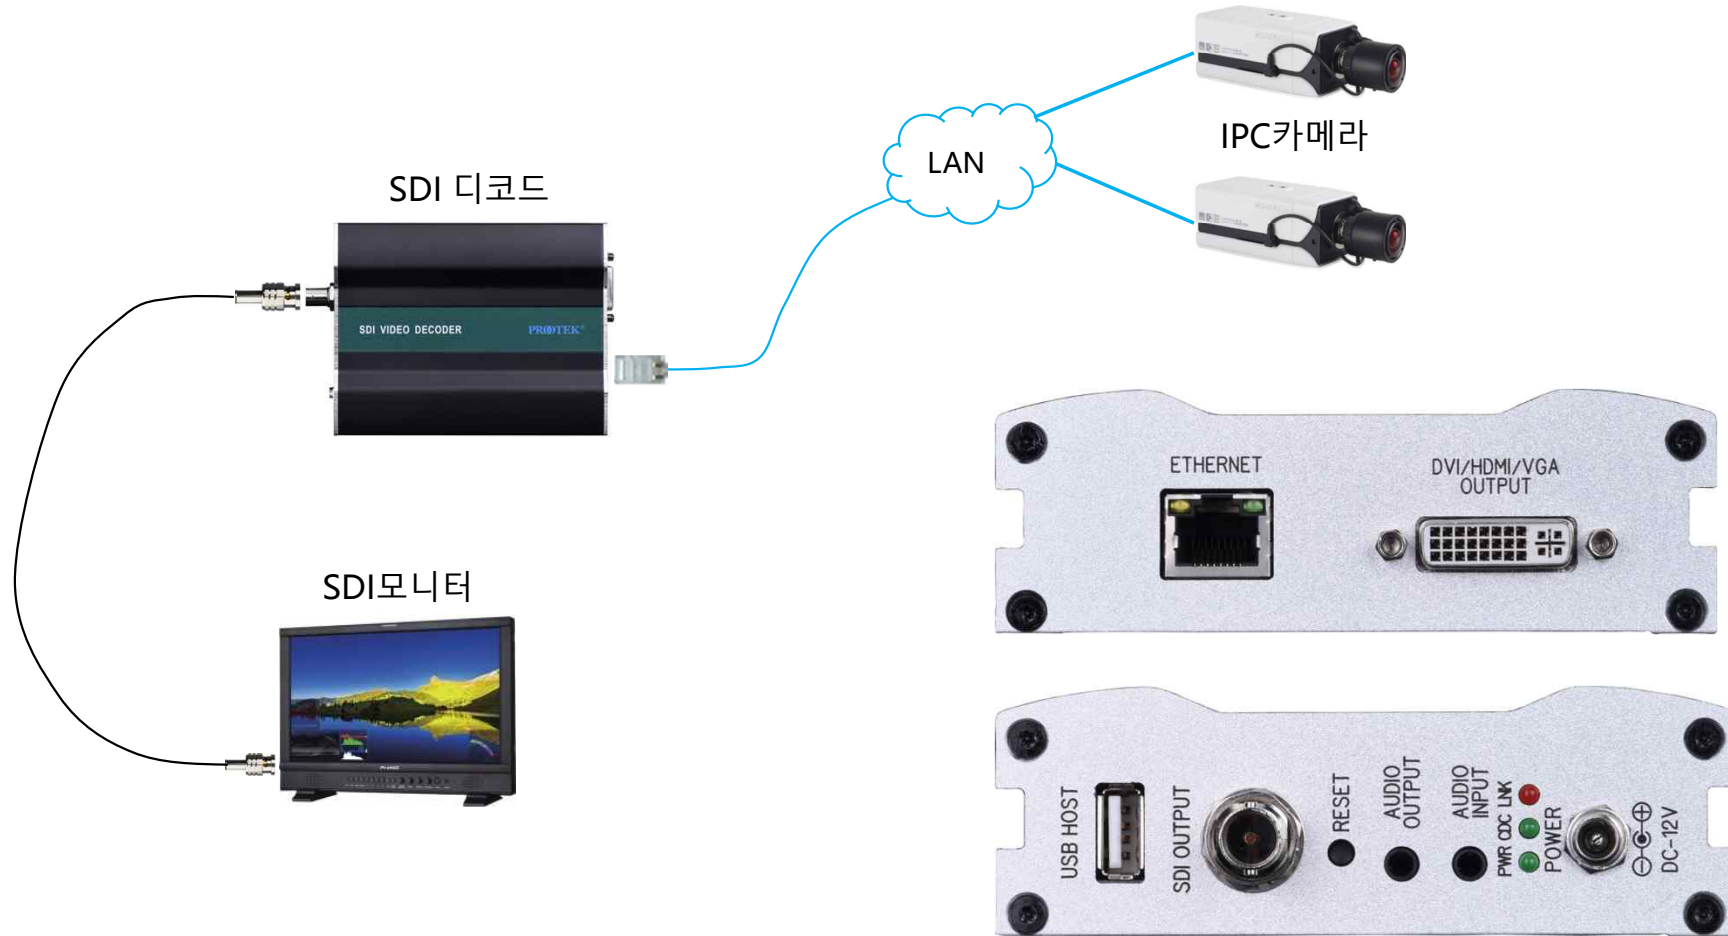 IPC카메라
LAN
SDI 디코드
SDI VIDEO DECODER
PROTEK
SDI모니터
ETHERNET
DVI/HDMI/VGA
OUTPUT
USB HOST
SDI OUTPUT
RESET
AUDIO
OUTPUT
AUDIO
INPUT
PWR CDC LNK
POWER
DC-12V